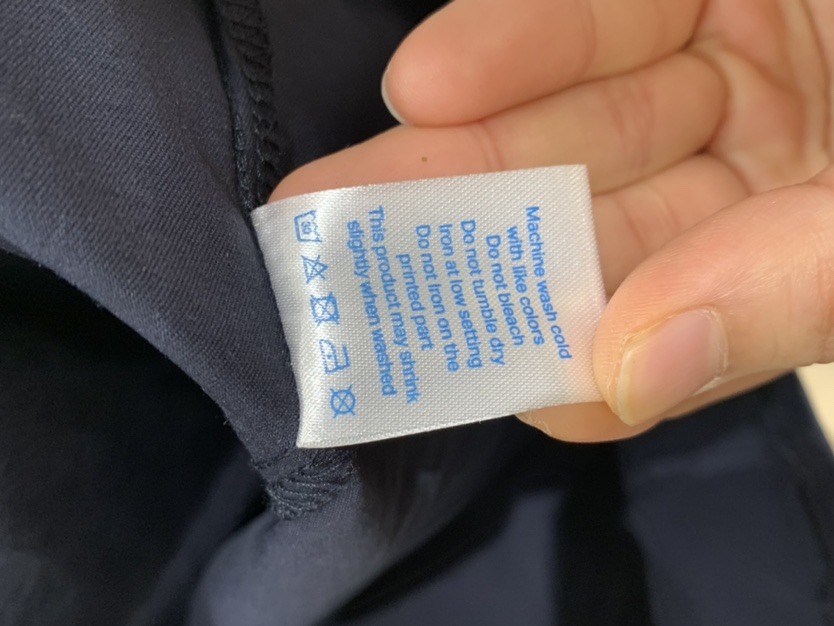 Machine wash cold
with like colors
Do not bleach
Do not tumble dry
Iron at low setting
Do not Iron on the
printed part
This product may shrink
slightly when washed